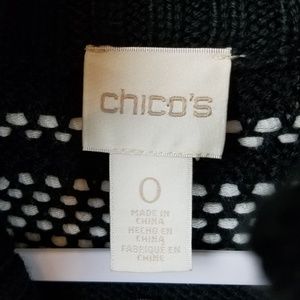 chico's
0
MADE IN
CHINA
HECHO EN
CHINA
FABRIQUÉ EN
CHINE